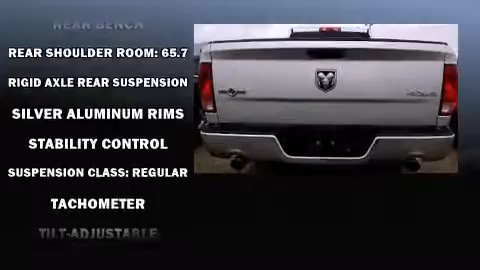 REAR BENCH
REAR SHOULDER ROOM: 65.7
RIGID AXLE REAR SUSPENSION
SILVER ALUMINUM RIMS
STABILITY CONTROL
SUSPENSION CLASS: REGULAR
TACHOMETER
TILT-ADJUSTABLE
4X4